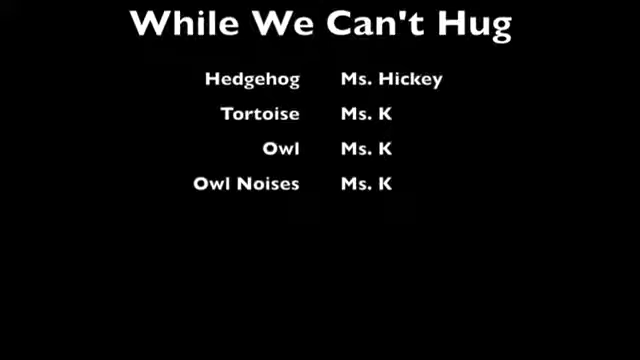 While We Can't Hug
Hedgehog Ms. Hickey
Tortoise Ms. K
Owl Ms. K
Owl Noises Ms. K